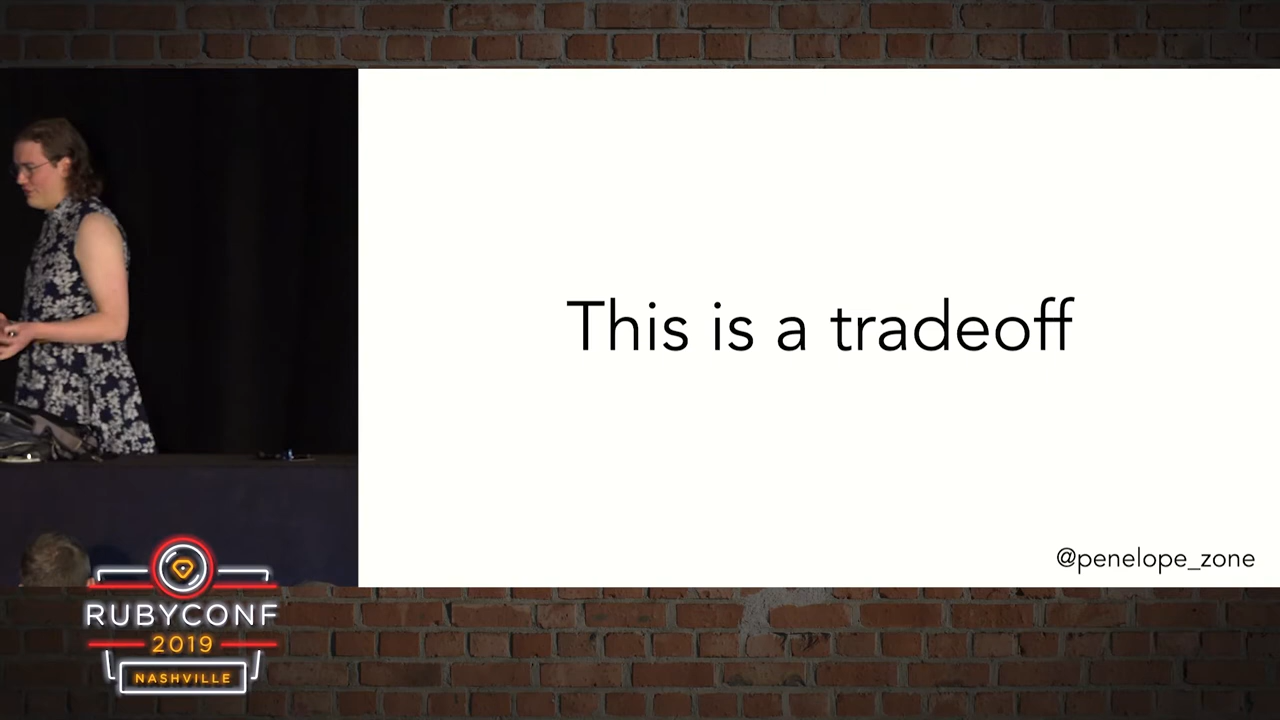 This is a tradeoff
@penelope_zone
RUBYCONF
2019
NASHVILLE